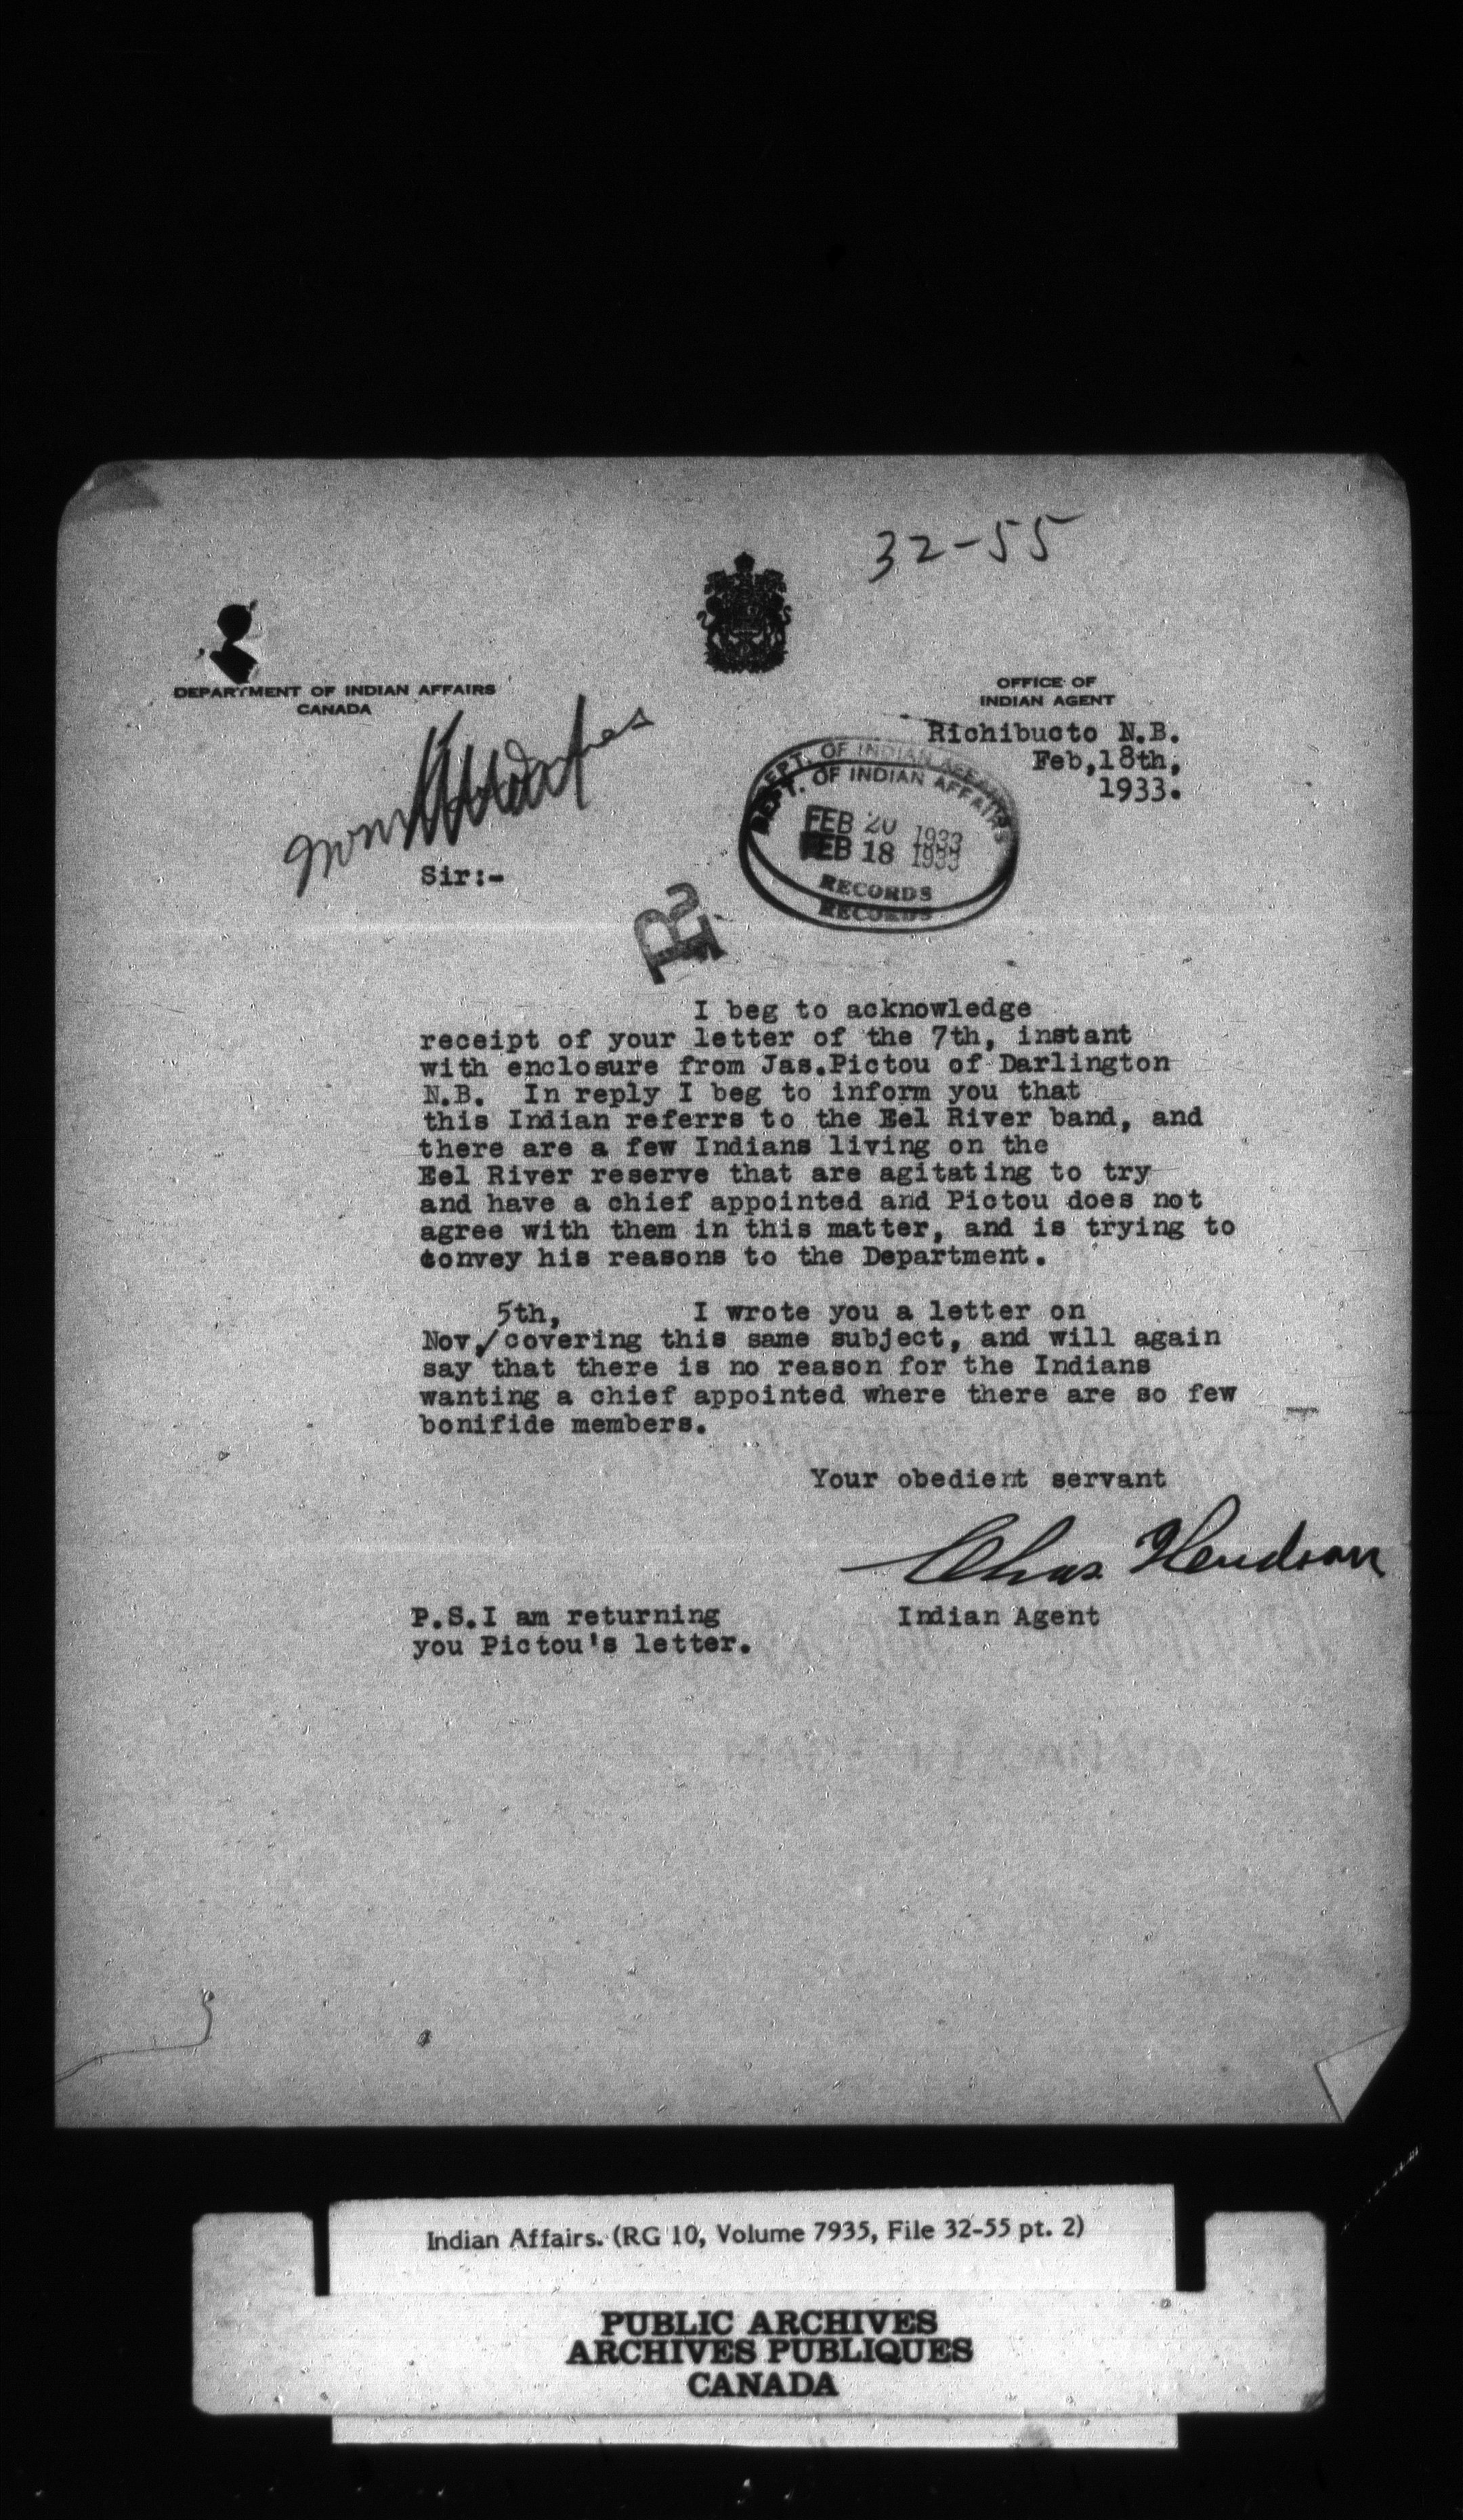 32-55
DEPARTMENT OF INDIAN AFFAIRS
CANADA
OFFICE OF
INDIAN AGENT
Richibucto N.B.
Feb,18th,
1933.
DEPT. OF INDIAN AFFAIRS
DEPT. OF INDIAN AFFAIRS
FEB 20 1933
FEB 18 1933
RECORDS
RECORDS
Sir:-
I beg to acknowledge
receipt of your letter of the 7th, instant
with enclosure from Jas.Pictou of Darlington
N.B. In reply I beg to inform you that
this Indian referrs to the Eel River band, and
there are a few Indians living on the
Eel River reserve that are agitating to try
and have a chief appointed and Pictou does not
agree with them in this matter, and is trying to
convey his reasons to the Department.
5th, I wrote you a letter on
Nov,/covering this same subject, and will again
say that there is no reason for the Indians
wanting a chief appointed where there are so few
bonifide members.
Your obedient servant
Chas
Indian Agent
P.S.I am returning
you Pictou's letter.
Indian Affairs. (RG 10, Volume 7935, File 32-55 pt. 2)
PUBLIC ARCHIVES
ARCHIVES PUBLIQUES
CANADA